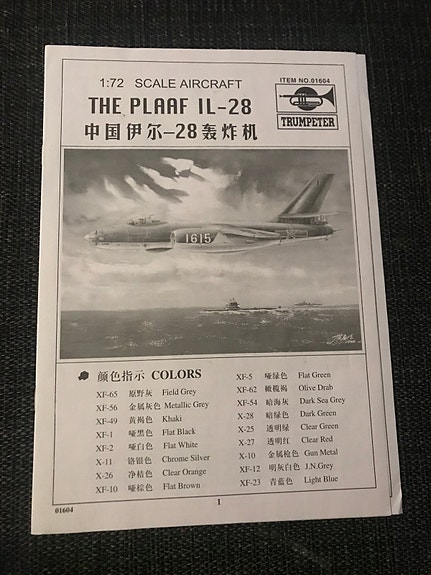 1:72 SCALE AIRCRAFT
ITEM NO.01604
THE PLAAF IL-28
TRUMPETER
中国伊尔-28轰炸机
1615
颜色指示 COLORS
XF-65 原野灰 Field Grey
XF-56 金属灰色 Metallic Grey
XF-49 黄褐色 Khaki
XF-1 哑黑色 Flat Black
XF-2 哑白色 Flat White
X-11 铬银色 Chrome Silver
X-26 净桔色 Clear Orange
XF-10 哑棕色 Flat Brown
XF-5 哑绿色 Flat Green
XF-62 橄榄褐 Olive Drab
XF-54 暗海灰 Dark Sea Grey
X-28 暗绿色 Dark Green
X-25 透明绿 Clear Green
X-27 透明红 Clear Red
X-10 金属枪色 Gun Metal
XF-12 明灰白色 J.N.Grey
XF-23 青蓝色 Light Blue
1
01604